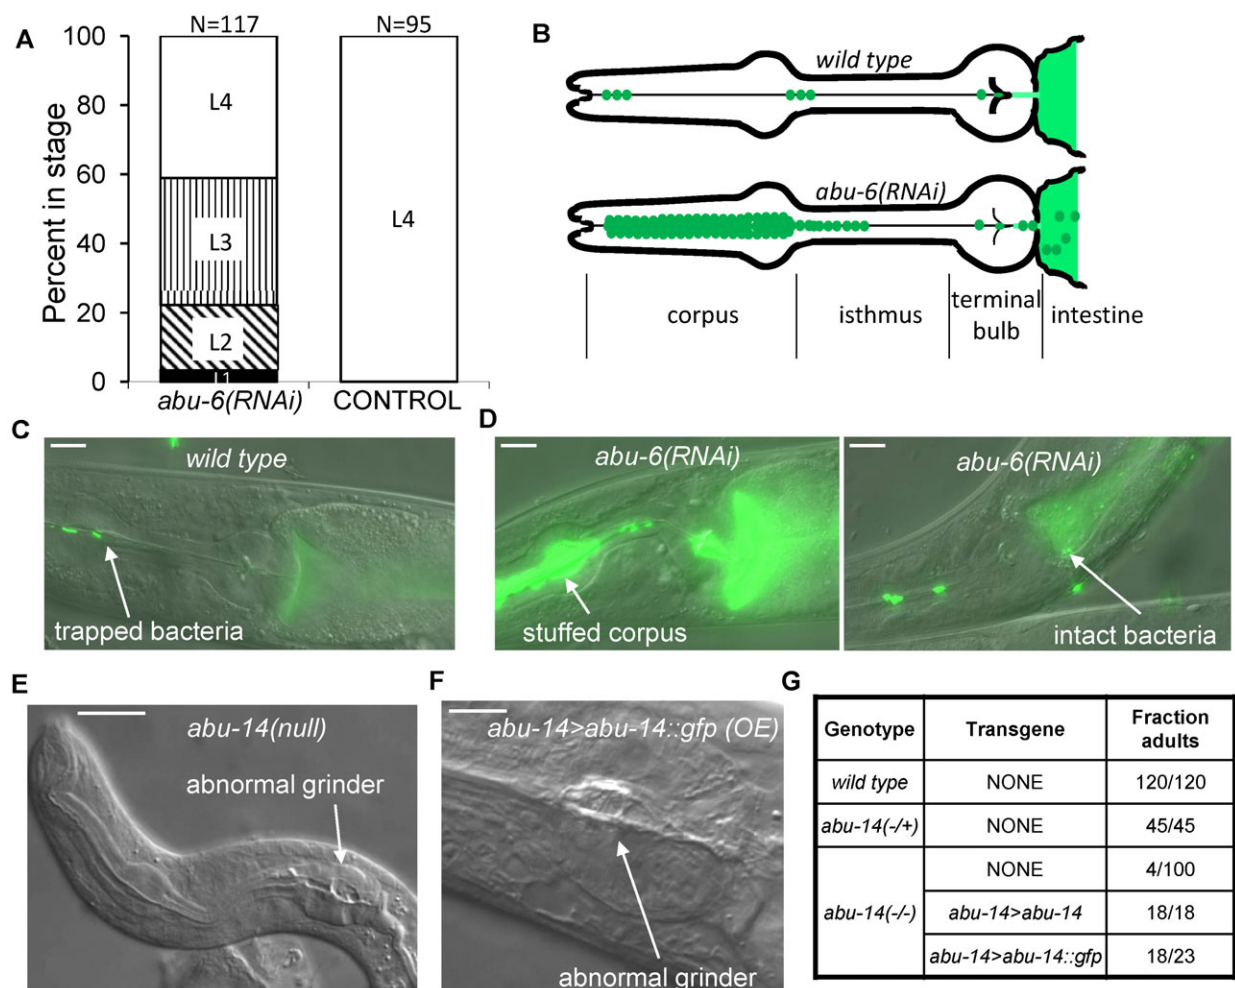 A
N=117
N=95
100
80
60
40
20
0
Percent in stage
L4
L3
L2
L1
L4
abu-6(RNAi)
CONTROL
B
wild type
abu-6(RNAi)
corpus
isthmus
terminal
bulb
intestine
C
wild type
trapped bacteria
D
abu-6(RNAi)
stuffed corpus
abu-6(RNAi)
intact bacteria
E
abu-14(null)
abnormal grinder
F
abu-14>abu-14::gfp (OE)
abnormal grinder
G
Genotype Transgene Fraction
adults
wild type NONE 120/120
abu-14(-/+) NONE 45/45
abu-14(-/-) NONE 4/100
abu-14>abu-14 18/18
abu-14>abu-14::gfp 18/23